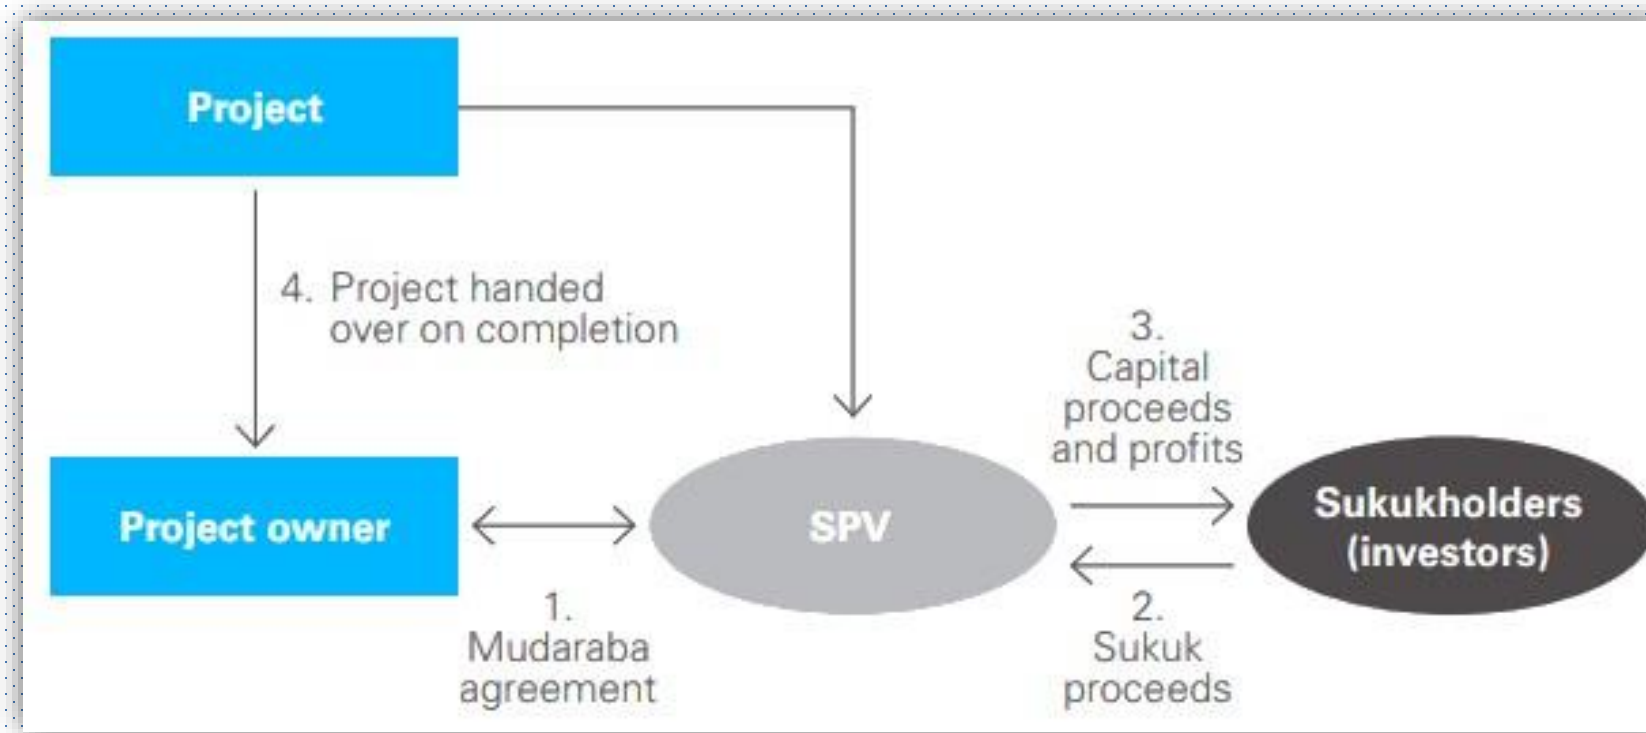 Project
4. Project handed
over on completion
3.
Capital
proceeds
and profits
Project owner
SPV
Sukukholders
(investors)
1.
Mudaraba
agreement
2.
Sukuk
proceeds